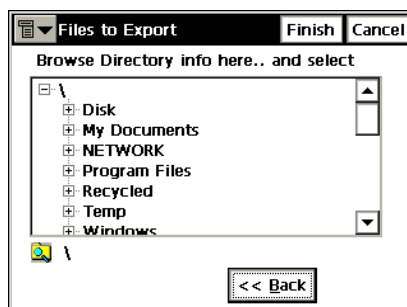 Files to Export Finish Cancel
Browse Directory info here.. and select
\
Disk
My Documents
NETWORK
Program Files
Recycled
Temp
Windows
\
<< Back